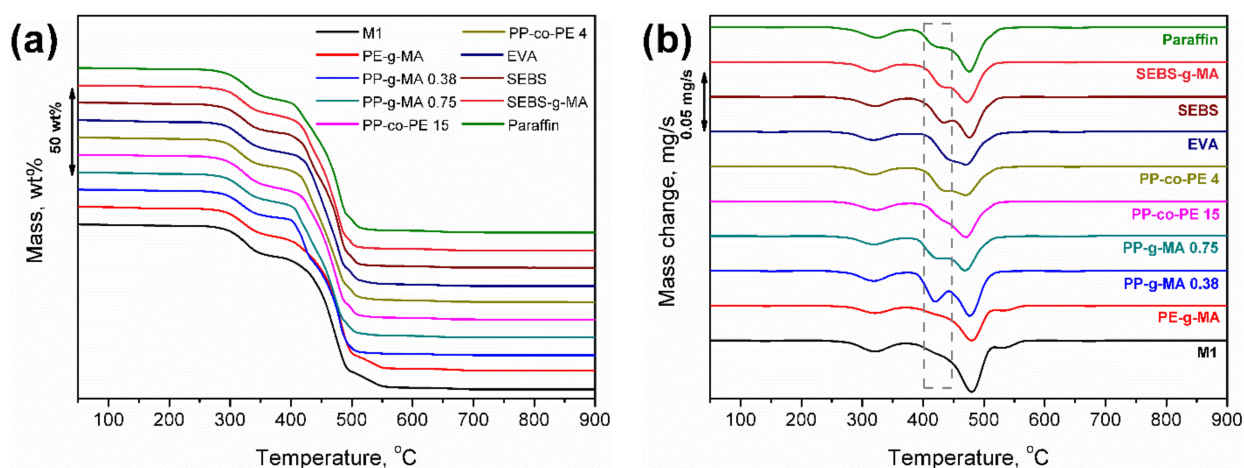 (a)
M1
PE-g-MA
PP-g-MA 0.38
PP-g-MA 0.75
PP-co-PE 15
PP-co-PE 4
EVA
SEBS
SEBS-g-MA
Paraffin
50 wt%
Mass, wt%
100 200 300 400 500 600 700 800 900
Temperature, °C
(b)
Paraffin
SEBS-g-MA
SEBS
EVA
PP-co-PE 4
PP-co-PE 15
PP-g-MA 0.75
PP-g-MA 0.38
PE-g-MA
M1
0.05 mg/s
Mass change, mg/s
100 200 300 400 500 600 700 800 900
Temperature, °C